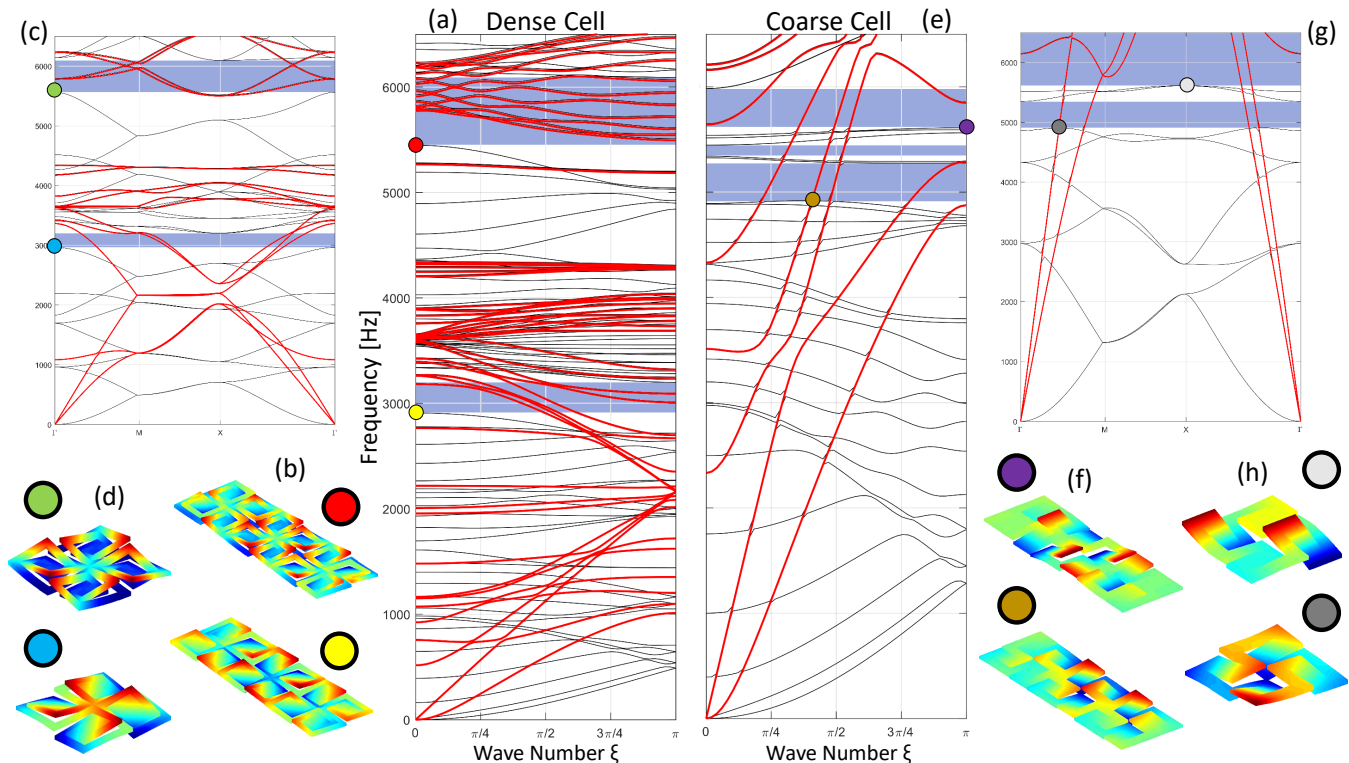 (c)
(a)
Dense Cell
Coarse Cell
(e)
(g)
6000
5000
4000
3000
2000
1000
0
Γ
M
X
Γ
Frequency [Hz]
6000
5000
4000
3000
2000
1000
0
0
π/4
π/2
3π/4
π
Wave Number ξ
0
π/4
π/2
3π/4
π
Wave Number ξ
6000
5000
4000
3000
2000
1000
0
Γ
M
X
Γ
(d)
(b)
(f)
(h)